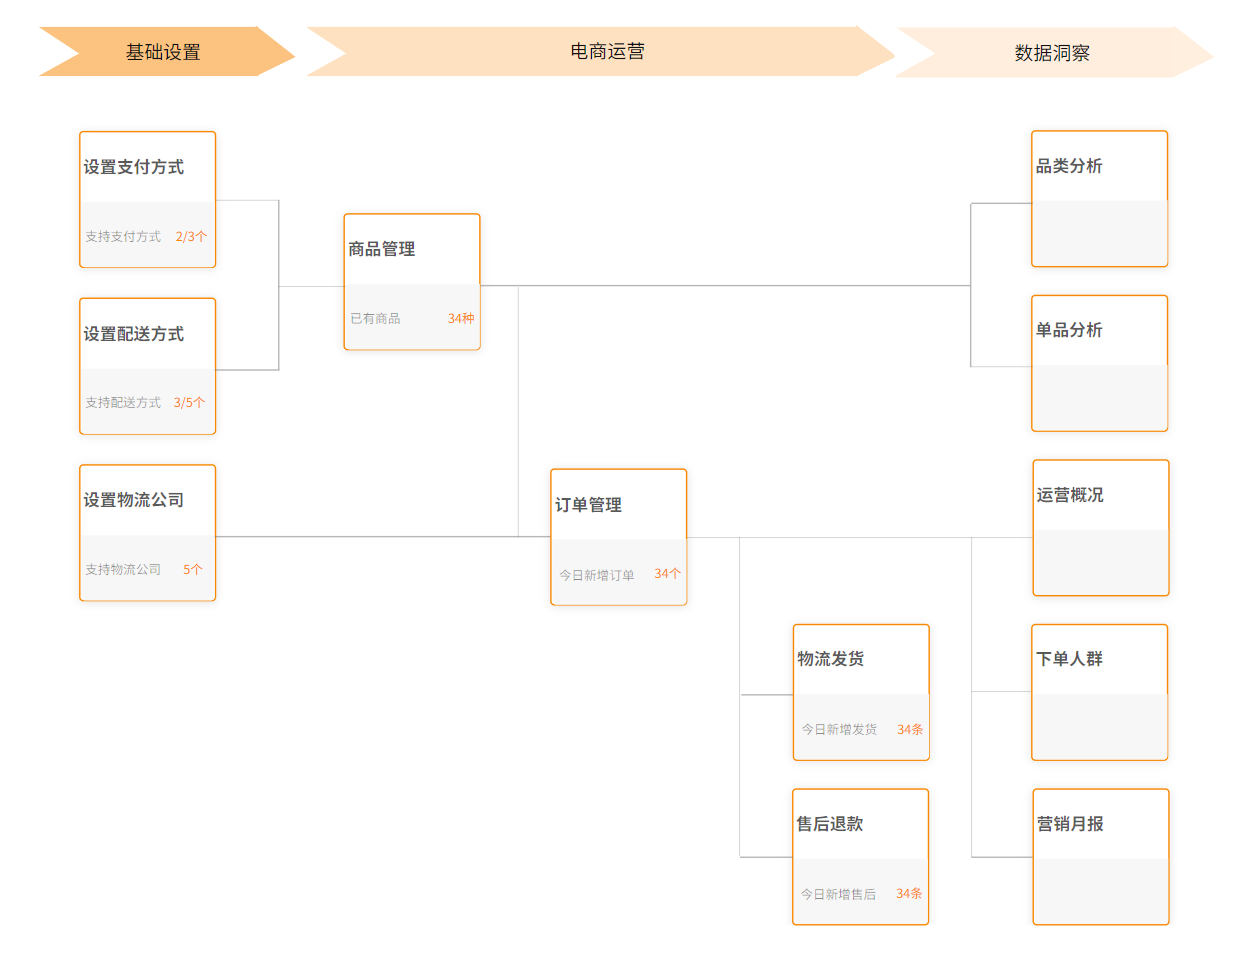 基础设置
电商运营
数据洞察
设置支付方式
支持支付方式 2/3个
设置配送方式
支持配送方式 3/5个
设置物流公司
支持物流公司 5个
商品管理
已有商品 34种
订单管理
今日新增订单 34个
物流发货
今日新增发货 34条
售后退款
今日新增售后 34条
品类分析
单品分析
运营概况
下单人群
营销月报